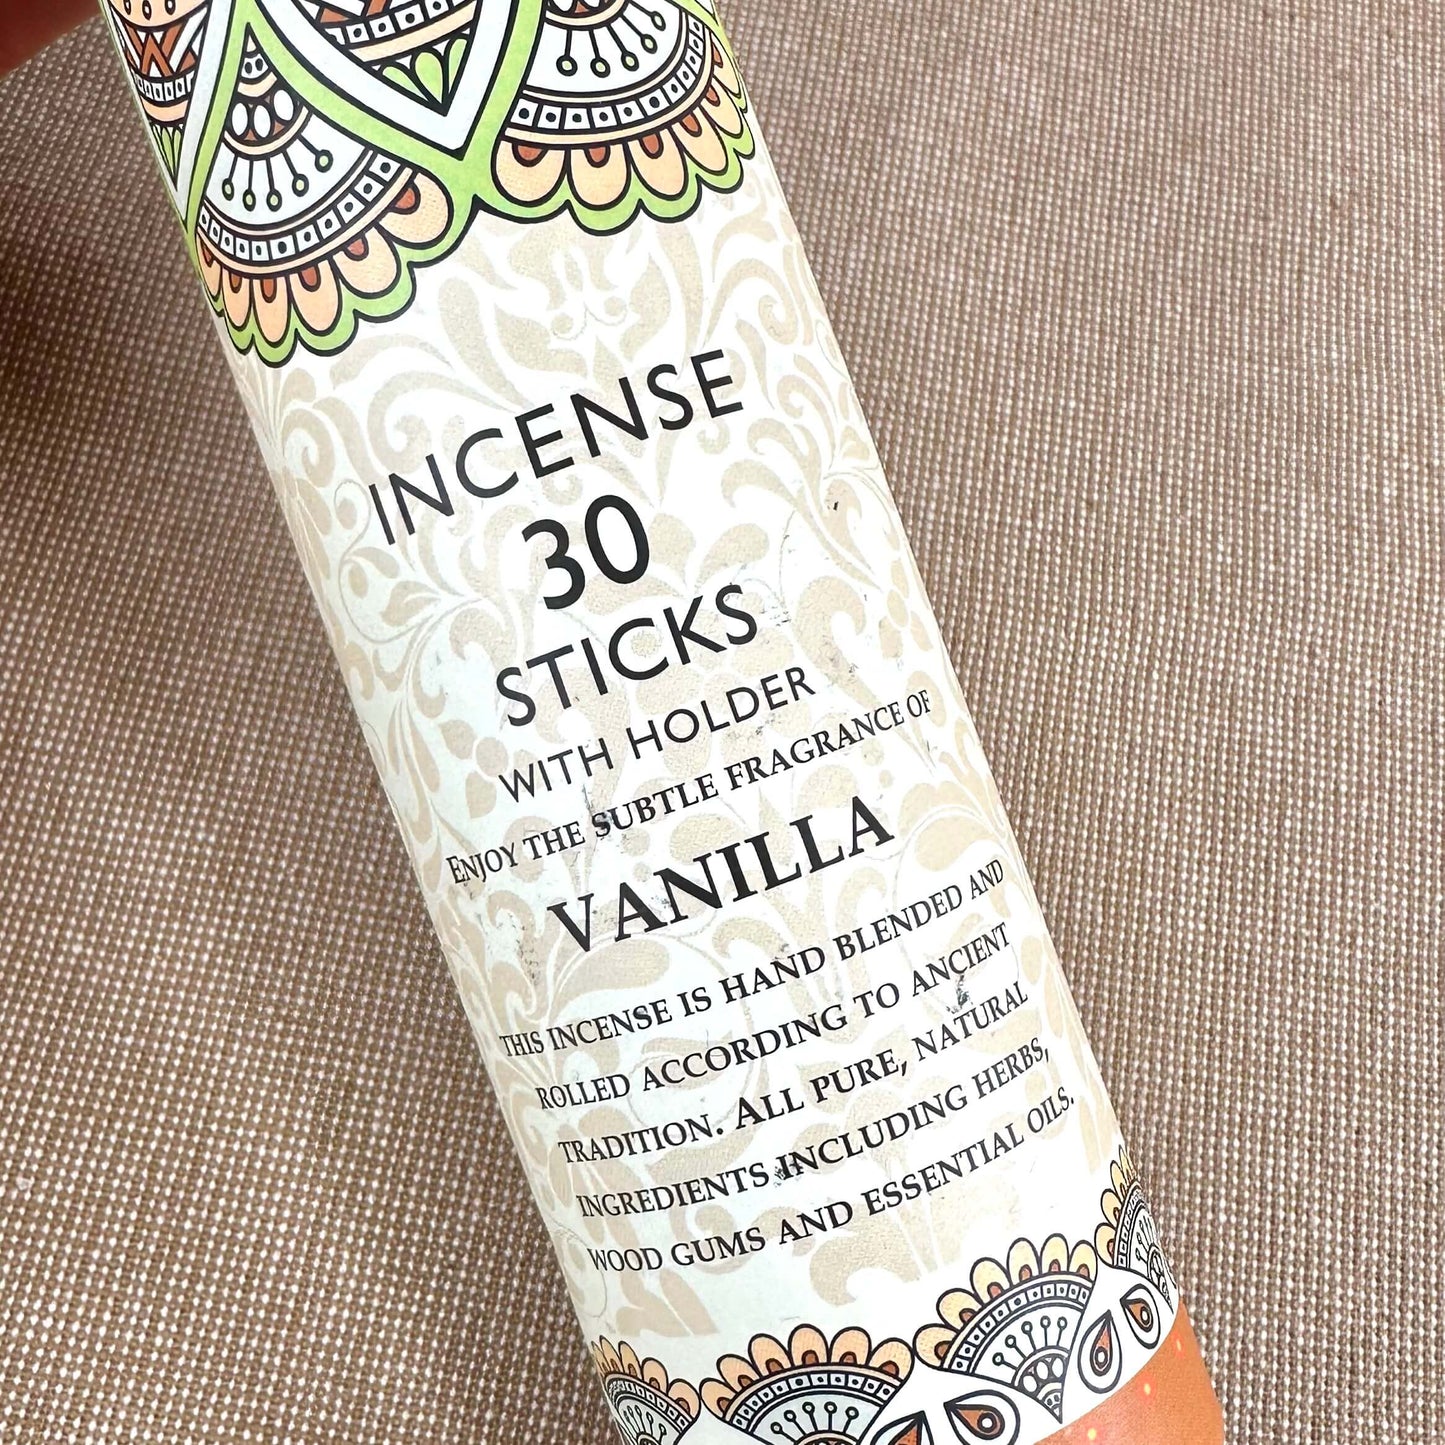 INCENSE
30
STICKS
WITH HOLDER
ENJOY THE SUBTLE FRAGRANCE OF
VANILLA
THIS INCENSE IS HAND BLENDED AND
ROLLED ACCORDING TO ANCIENT
TRADITION. ALL PURE, NATURAL
INGREDIENTS INCLUDING HERBS,
WOOD GUMS AND ESSENTIAL OILS.